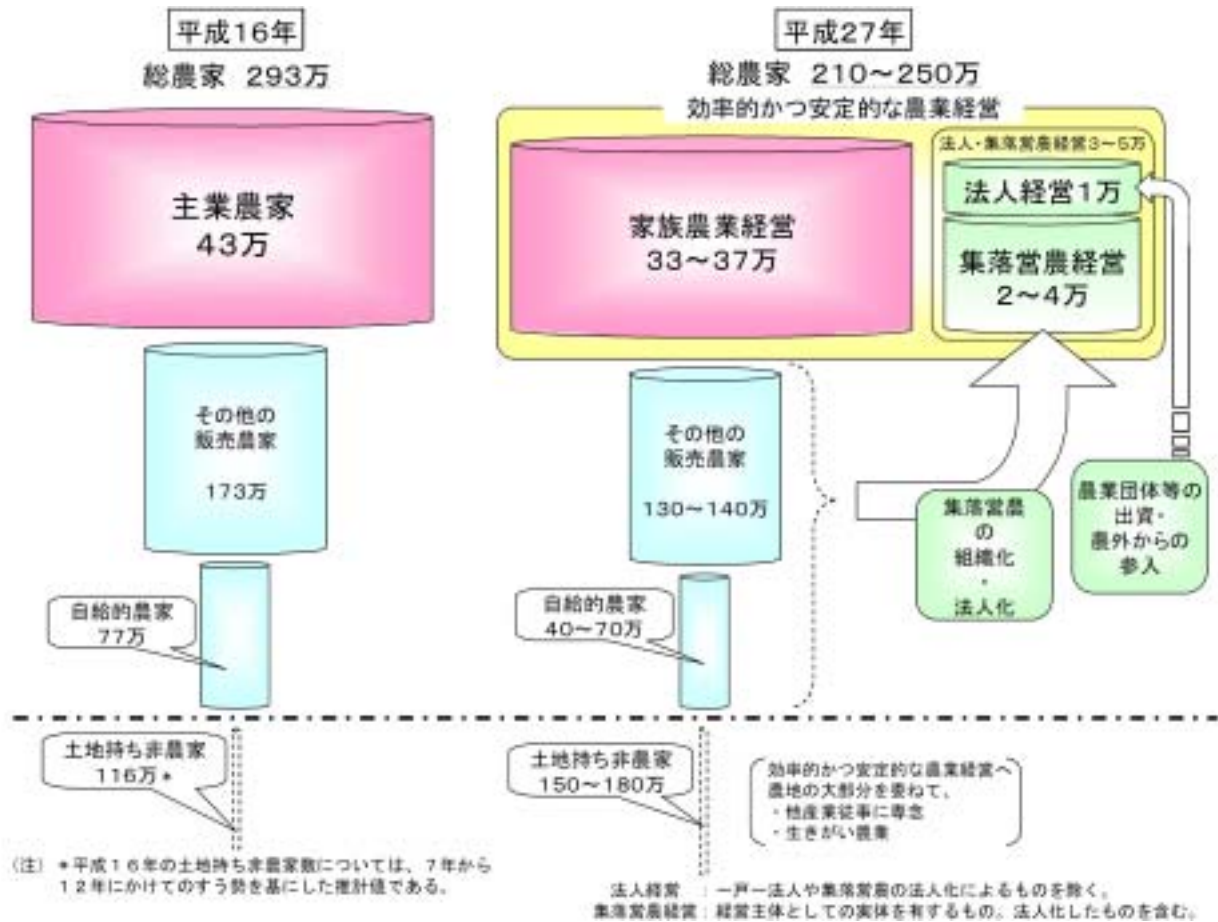 平成16年
総農家 293万
主業農家
43万
その他の
販売農家
173万
自給的農家
77万
土地持ち非農家
116万*
(注) *平成16年の土地持ち非農家数については、7年から
12年にかけてのすう勢を基にした推計値である。
平成27年
総農家 210～250万
効率的かつ安定的な農業経営
家族農業経営
33～37万
法人・集落営農経営3～5万
法人経営1万
集落営農経営
2～4万
その他の
販売農家
130～140万
自給的農家
40～70万
集落営農
の
組織化
・
法人化
農業団体等の
出資・
農外からの
参入
土地持ち非農家
150～180万
効率的かつ安定的な農業経営へ
農地の大部分を委ねて、
・他産業従事に専念
・生きがい農業
法人経営 : 一戸一法人や集落営農の法人化によるものを除く。
集落営農経営 : 経営主体としての実体を有するもの。法人化したものを含む。